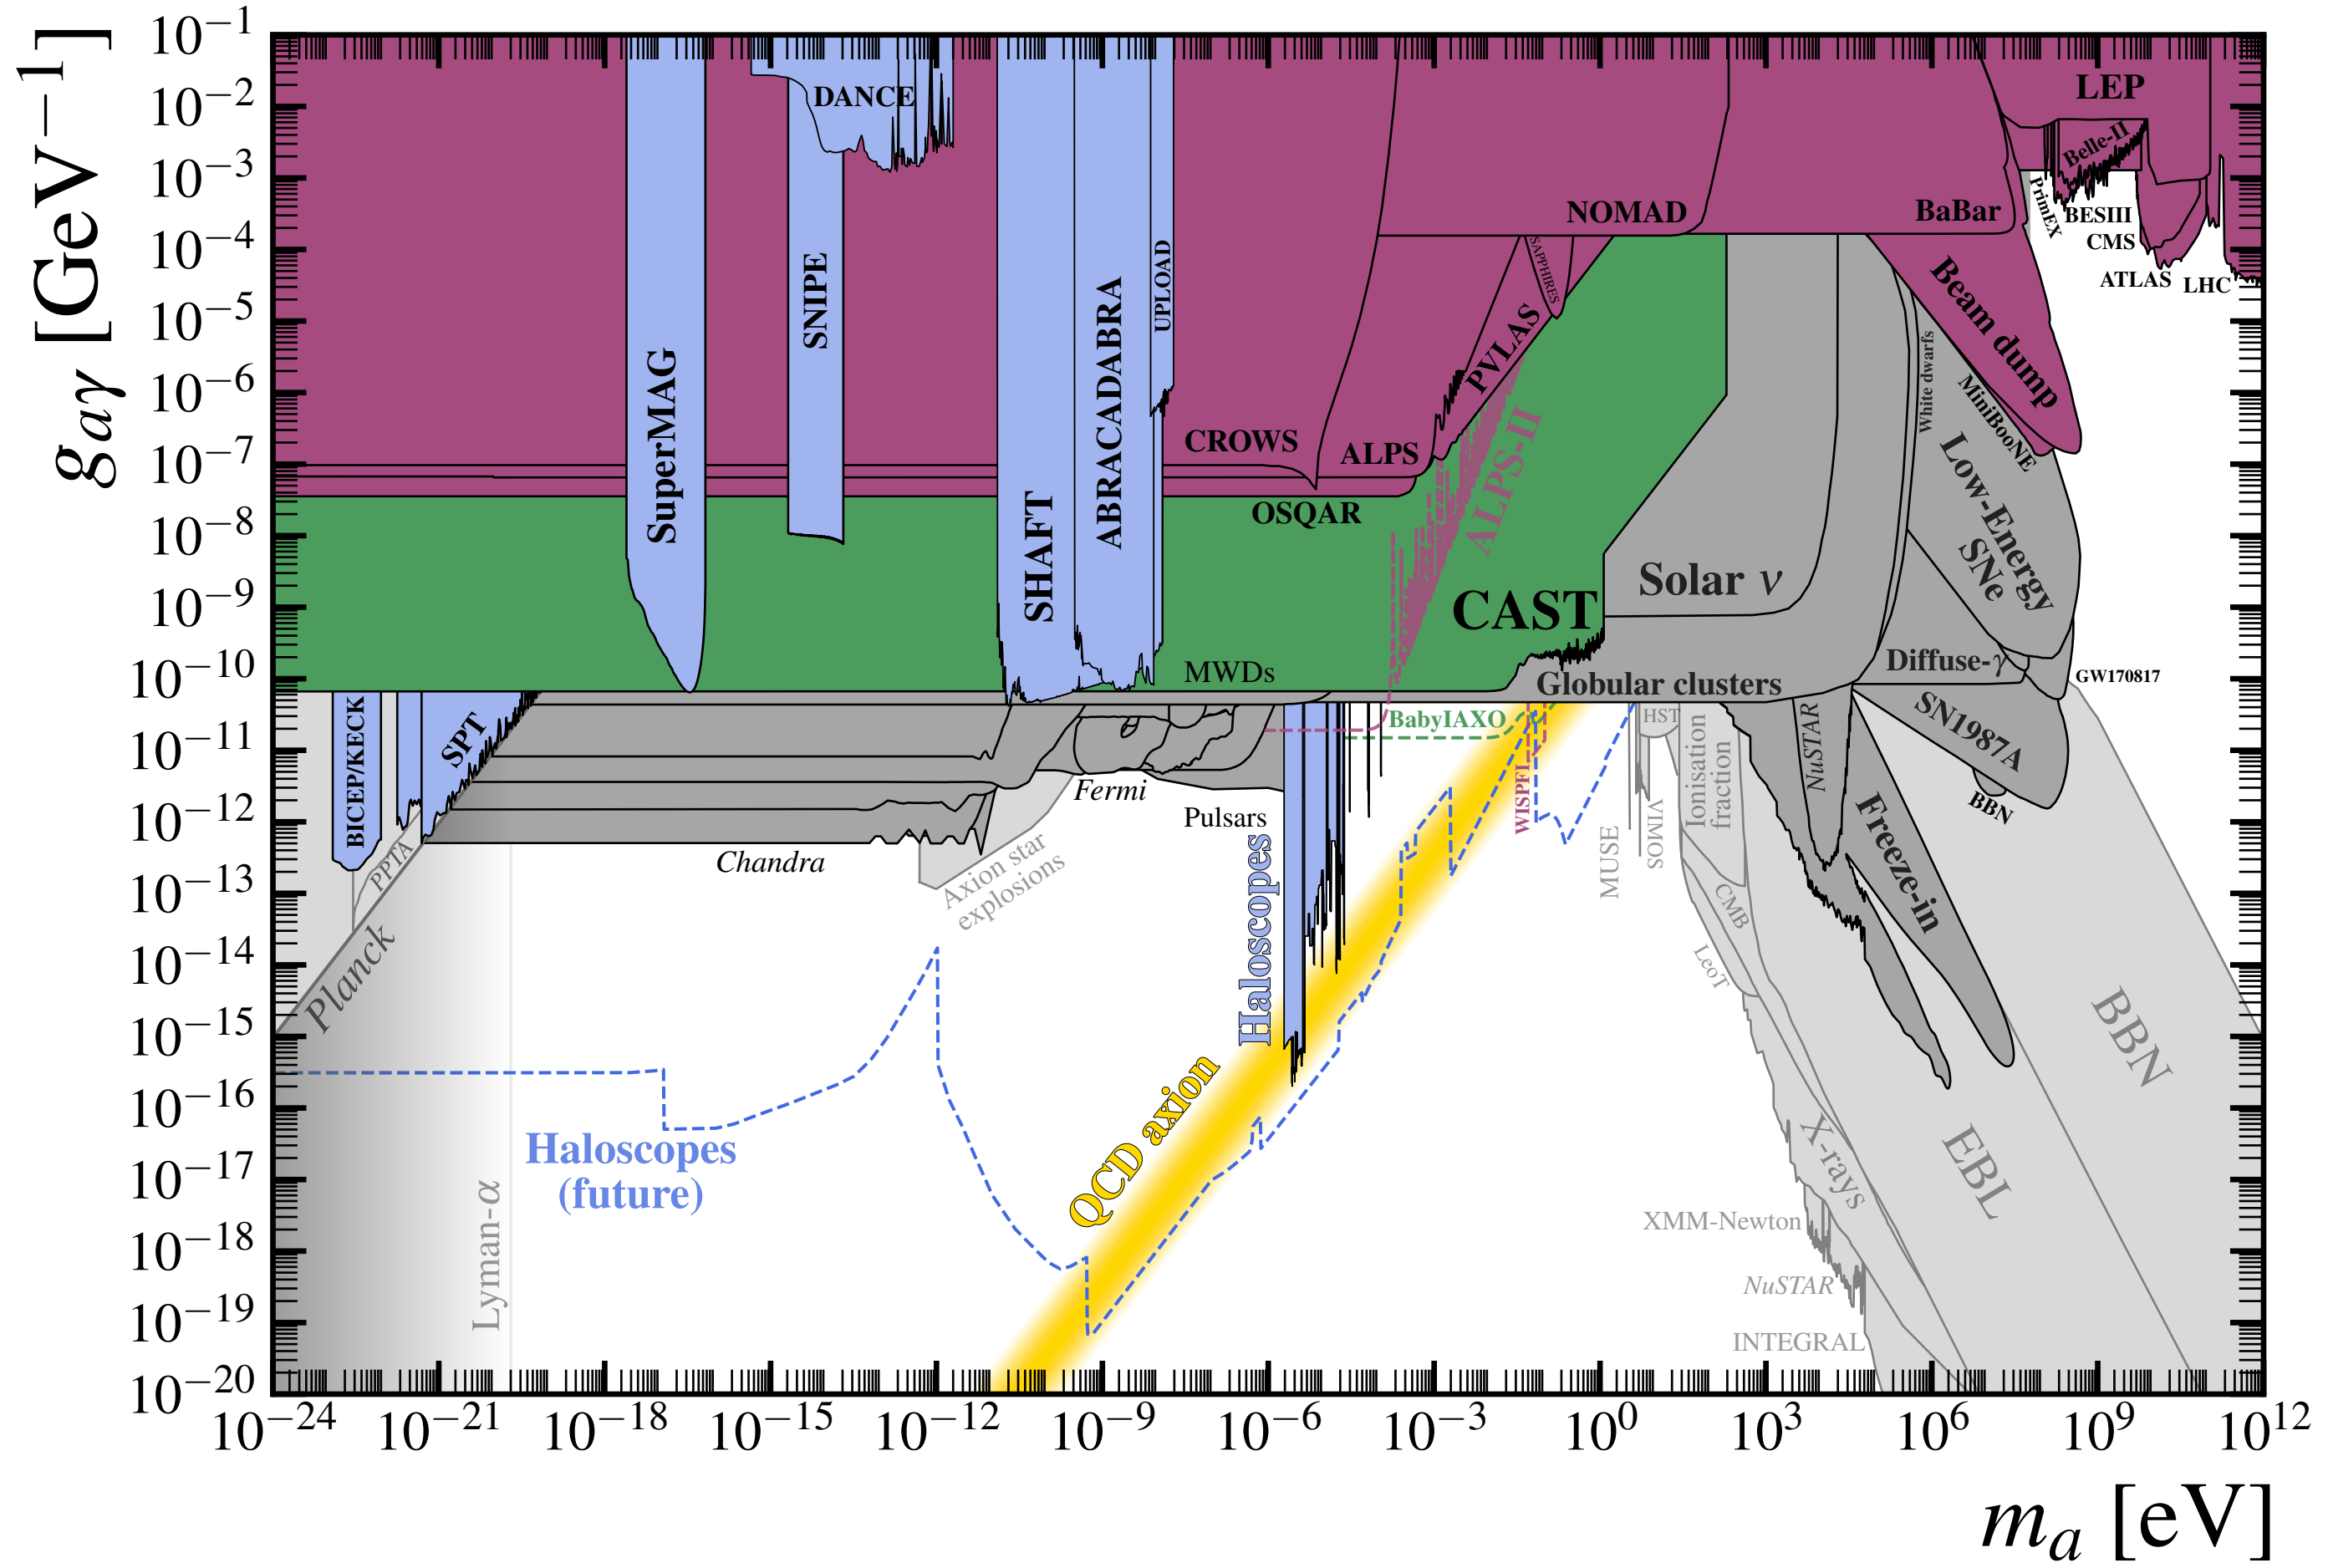 g_{aγ} [GeV⁻¹]
10⁻¹
10⁻²
10⁻³
10⁻⁴
10⁻⁵
10⁻⁶
10⁻⁷
10⁻⁸
10⁻⁹
10⁻¹⁰
10⁻¹¹
10⁻¹²
10⁻¹³
10⁻¹⁴
10⁻¹⁵
10⁻¹⁶
10⁻¹⁷
10⁻¹⁸
10⁻¹⁹
10⁻²⁰
DANCE
LEP
Belle-II
PrimEX
BESIII
CMS
ATLAS
LHC
NOMAD
BaBar
SuperMAG
SNIPE
SHAFT
ABRACADABRA
UPLOAD
SAPPHIRES
PVLAS
Beam dump
White dwarfs
MiniBooNE
CROWS
ALPS
OSQAR
ALPS-II
Low-Energy
SNe
CAST
Solar ν
MWDs
Globular clusters
Diffuse-γ
GW170817
BICEP/KECK
SPT
BabyIAXO
HST
Ionisation
fraction
NuSTAR
SN1987A
BBN
Fermi
Pulsars
WISPFI
MUSE
VIMOS
Freeze-in
PPTA
Chandra
Axion star
explosions
Haloscopes
CMB
LeoT
Planck
BBN
QCD axion
Haloscopes
(future)
X-rays
EBL
Lyman-α
XMM-Newton
NuSTAR
INTEGRAL
10⁻²⁴ 10⁻²¹ 10⁻¹⁸ 10⁻¹⁵ 10⁻¹² 10⁻⁹ 10⁻⁶ 10⁻³ 10⁰ 10³ 10⁶ 10⁹ 10¹²
m_a [eV]